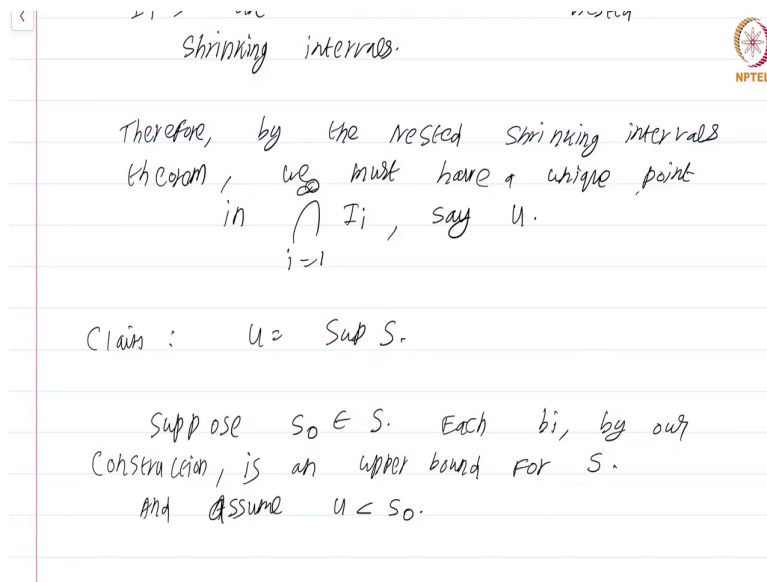 Shrinking intervals.
NPTEL
Therefore, by the Nested Shrinking intervals
theorem, we must have a unique point
in ∞⋂i=1 Ii, say u.
Claim: u = Sup S.
Suppose S0 ∈ S. Each bi, by our
Construction, is an upper bound For S.
And Assume u < S0.